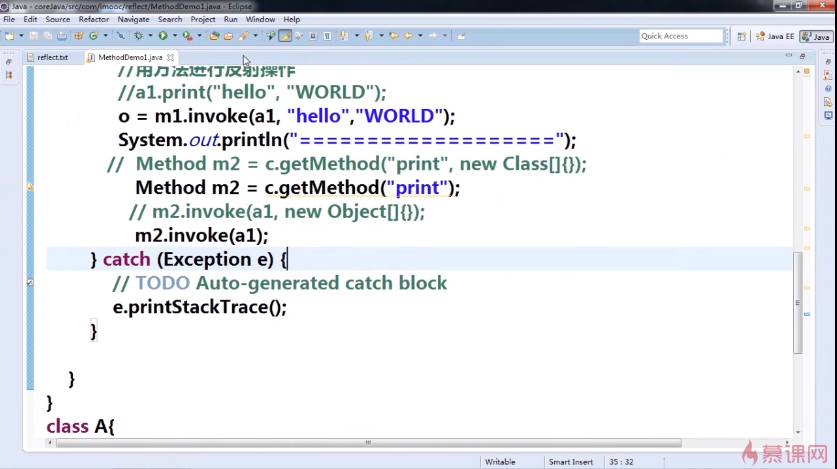 Java - coreJava/src/com/imooc/reflect/MethodDemo1.java - Eclipse
File Edit Source Refactor Navigate Search Project Run Window Help
Quick Access Java EE Java
reflect.txt MethodDemo1.java
//用方法进行反射操作
//a1.print("hello", "WORLD");
o = m1.invoke(a1, "hello","WORLD");
System.out.println("===================");
// Method m2 = c.getMethod("print", new Class[]{});
Method m2 = c.getMethod("print");
// m2.invoke(a1, new Object[]{});
m2.invoke(a1);
} catch (Exception e) {
// TODO Auto-generated catch block
e.printStackTrace();
}
}
}
class A{
慕课网
Writable Smart Insert 35 : 32